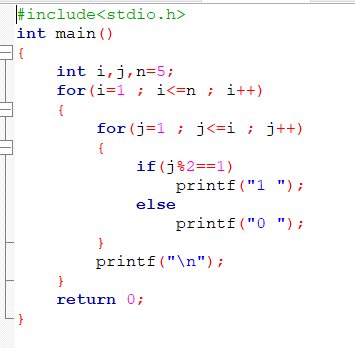 #include<stdio.h>
int main()
{
    int i,j,n=5;
    for(i=1 ; i<=n ; i++)
    {
        for(j=1 ; j<=i ; j++)
        {
            if(j%2==1)
                printf("1 ");
            else
                printf("0 ");
        }
        printf("\n");
    }
    return 0;
}